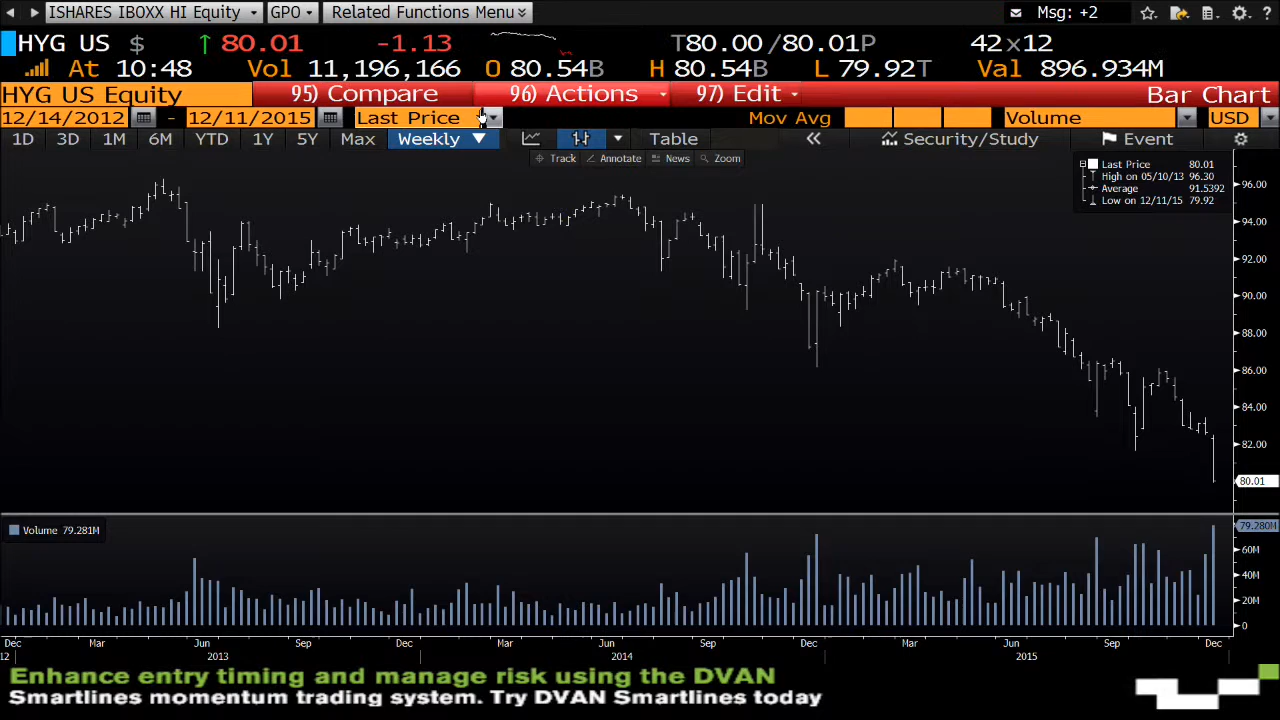 ISHARES IBOXX HI Equity GPO Related Functions Menu Msg: +2 ?
HYG US $ 80.01 -1.13 T80.00 /80.01P 42x12
At 10:48 Vol 11,196,166 O 80.54B H 80.54B L 79.92T Val 896.934M
HYG US Equity 95) Compare 96) Actions 97) Edit Bar Chart
12/14/2012 - 12/11/2015 Last Price Mov Avg Volume USD
1D 3D 1M 6M YTD 1Y 5Y Max Weekly Table « Security/Study Event
Track Annotate News Zoom
Last Price 80.01
High on 05/10/13 96.30
Average 91.5392
Low on 12/11/15 79.92
96.00
94.00
92.00
90.00
88.00
86.00
84.00
82.00
80.01
Volume 79.281M
79.280M
60M
40M
20M
0
Dec Mar Jun Sep Dec Mar Jun Sep Dec Mar Jun Sep Dec
12 2013 2014 2015
Enhance entry timing and manage risk using the DVAN
Smartlines momentum trading system. Try DVAN Smartlines today